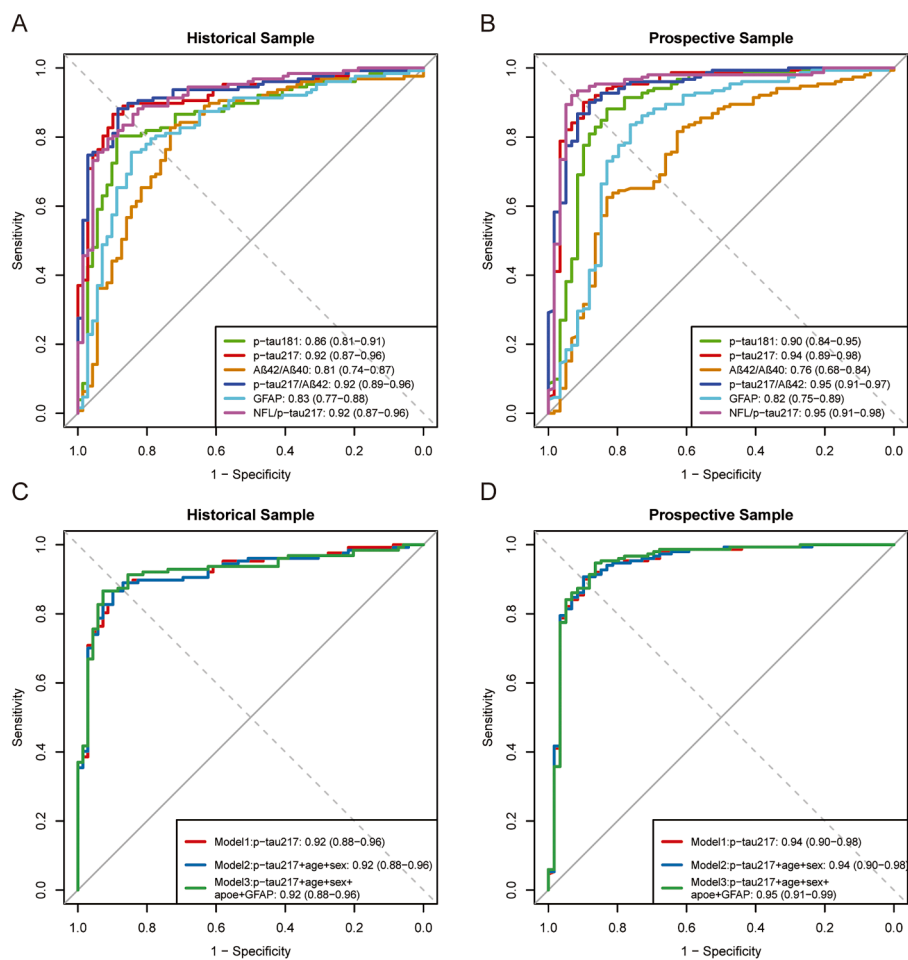 A
Historical Sample
1.0
0.8
0.6
0.4
0.2
0.0
Sensitivity
p-tau181: 0.86 (0.81−0.91)
p-tau217: 0.92 (0.87−0.96)
Aβ42/Aβ40: 0.81 (0.74−0.87)
p-tau217/Aβ42: 0.92 (0.89−0.96)
GFAP: 0.83 (0.77−0.88)
NFL/p-tau217: 0.92 (0.87−0.96)
1.0 0.8 0.6 0.4 0.2 0.0
1 − Specificity
B
Prospective Sample
1.0
0.8
0.6
0.4
0.2
0.0
Sensitivity
p-tau181: 0.90 (0.84−0.95)
p-tau217: 0.94 (0.89−0.98)
Aβ42/Aβ40: 0.76 (0.68−0.84)
p-tau217/Aβ42: 0.95 (0.91−0.97)
GFAP: 0.82 (0.75−0.89)
NFL/p-tau217: 0.95 (0.91−0.98)
1.0 0.8 0.6 0.4 0.2 0.0
1 − Specificity
C
Historical Sample
1.0
0.8
0.6
0.4
0.2
0.0
Sensitivity
Model1:p-tau217: 0.92 (0.88−0.96)
Model2:p-tau217+age+sex: 0.92 (0.88−0.96)
Model3:p-tau217+age+sex+
apoe+GFAP: 0.92 (0.88−0.96)
1.0 0.8 0.6 0.4 0.2 0.0
1 − Specificity
D
Prospective Sample
1.0
0.8
0.6
0.4
0.2
0.0
Sensitivity
Model1:p-tau217: 0.94 (0.90−0.98)
Model2:p-tau217+age+sex: 0.94 (0.90−0.98)
Model3:p-tau217+age+sex+
apoe+GFAP: 0.95 (0.91−0.99)
1.0 0.8 0.6 0.4 0.2 0.0
1 − Specificity